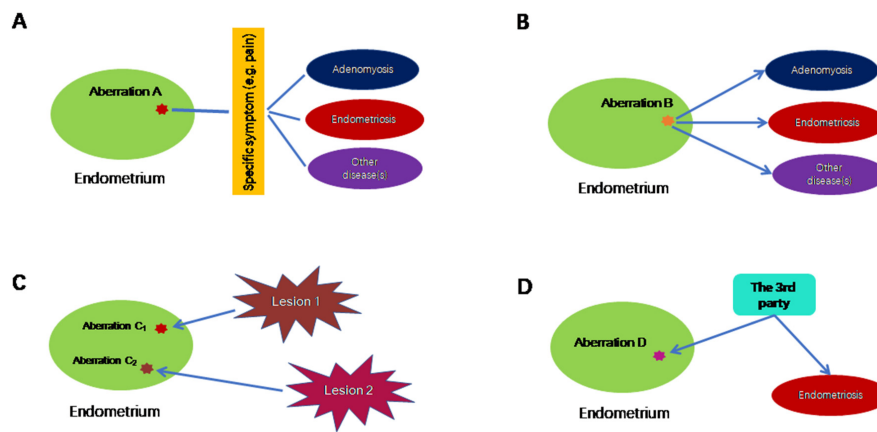 A
Aberration A
Endometrium
Specific symptom (e.g. pain)
Adenomyosis
Endometriosis
Other
disease(s)
B
Aberration B
Endometrium
Adenomyosis
Endometriosis
Other
disease(s)
C
Aberration C1
Aberration C2
Endometrium
Lesion 1
Lesion 2
D
Aberration D
Endometrium
The 3rd
party
Endometriosis